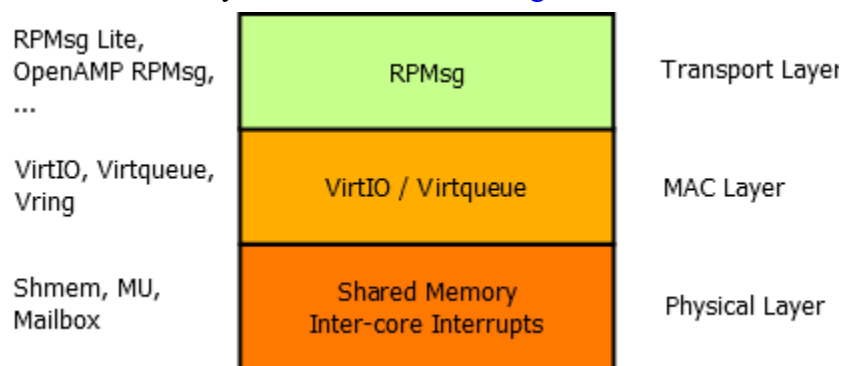 RPMsg Lite,
OpenAMP RPMsg,
...
RPMsg
Transport Layer
VirtIO, Virtqueue,
Vring
VirtIO / Virtqueue
MAC Layer
Shmem, MU,
Mailbox
Shared Memory
Inter-core Interrupts
Physical Layer